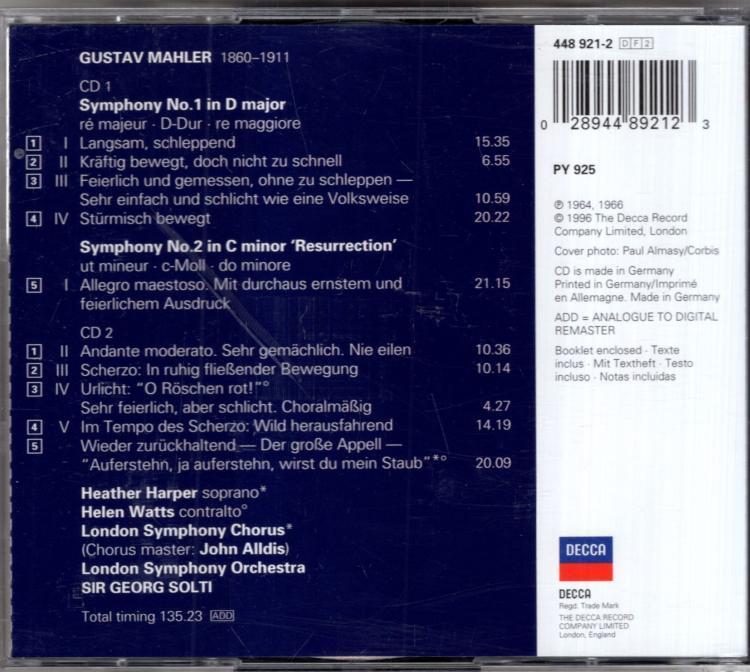 GUSTAV MAHLER 1860–1911
CD 1
Symphony No.1 in D major
ré majeur · D-Dur · re maggiore
1 I Langsam, schleppend 15.35
2 II Kräftig bewegt, doch nicht zu schnell 6.55
3 III Feierlich und gemessen, ohne zu schleppen —
Sehr einfach und schlicht wie eine Volksweise 10.59
4 IV Stürmisch bewegt 20.22
Symphony No.2 in C minor ‘Resurrection’
ut mineur · c-Moll · do minore
5 I Allegro maestoso. Mit durchaus ernstem und 21.15
feierlichem Ausdruck
CD 2
1 II Andante moderato. Sehr gemächlich. Nie eilen 10.36
2 III Scherzo: In ruhig fließender Bewegung 10.14
3 IV Urlicht: “O Röschen rot!”°
Sehr feierlich, aber schlicht. Choralmäßig 4.27
4 V Im Tempo des Scherzo: Wild herausfahrend 14.19
5 Wieder zurückhaltend — Der große Appell —
“Auferstehn, ja auferstehn, wirst du mein Staub”*° 20.09
Heather Harper soprano*
Helen Watts contralto°
London Symphony Chorus*
(Chorus master: John Alldis)
London Symphony Orchestra
SIR GEORG SOLTI
Total timing 135.23 ADD
448 921-2 D F 2
0 28944 89212 3
PY 925
℗ 1964, 1966
© 1996 The Decca Record
Company Limited, London
Cover photo: Paul Almasy/Corbis
CD is made in Germany
Printed in Germany/Imprimé
en Allemagne. Made in Germany
ADD = ANALOGUE TO DIGITAL
REMASTER
Booklet enclosed · Texte
inclus · Mit Textheft · Testo
incluso · Notas incluidas
DECCA
DECCA
Regd. Trade Mark
THE DECCA RECORD
COMPANY LIMITED
London, England